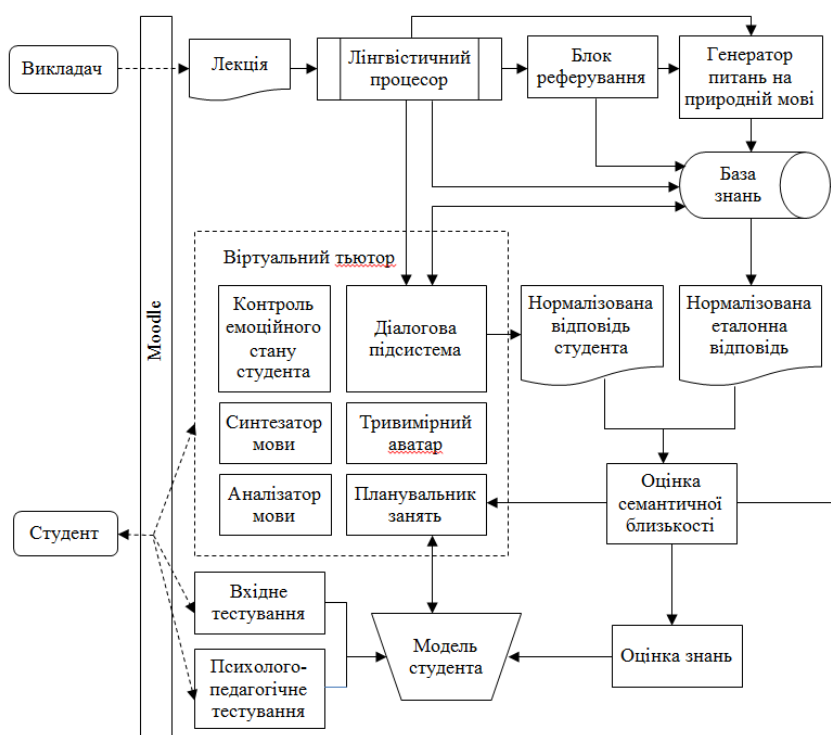 Викладач
Moodle
Лекція
Лінгвістичний
процесор
Блок
реферування
Генератор
питань на
природній мові
База
знань
Віртуальний тьютор
Контроль
емоційного
стану
студента
Діалогова
підсистема
Нормалізована
відповідь
студента
Нормалізована
еталонна
відповідь
Синтезатор
мови
Тривимірний
аватар
Аналізатор
мови
Планувальник
занять
Оцінка
семантичної
близькості
Студент
Вхідне
тестування
Психолого-
педагогічне
тестування
Модель
студента
Оцінка знань